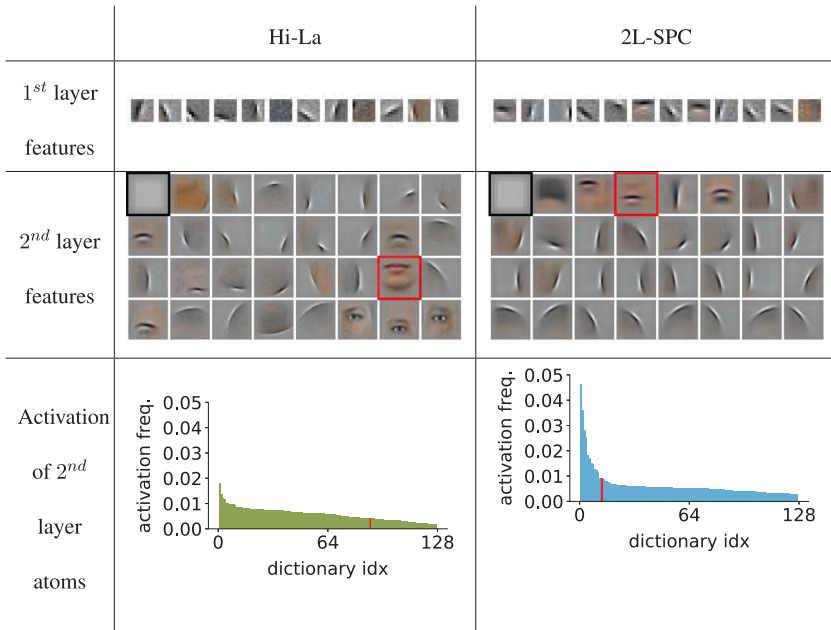 Hi-La
2L-SPC
1st layer
features
2nd layer
features
Activation
of 2nd
layer
atoms
activation freq.
0.05
0.04
0.03
0.02
0.01
0.00
0
64
128
dictionary idx
activation freq.
0.05
0.04
0.03
0.02
0.01
0.00
0
64
128
dictionary idx